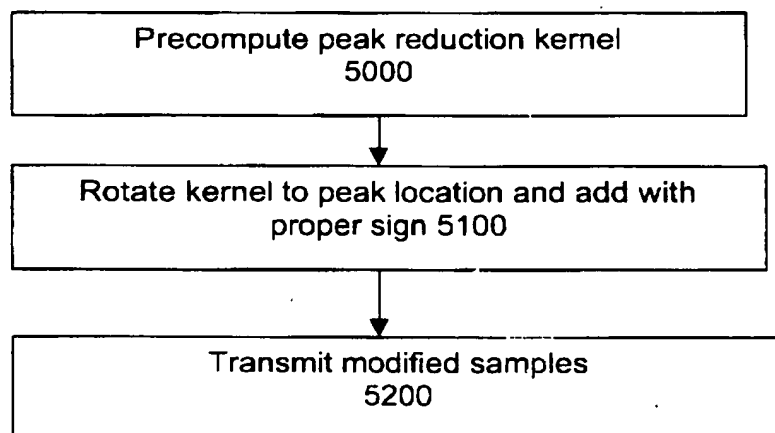 Precompute peak reduction kernel
5000
Rotate kernel to peak location and add with
proper sign 5100
Transmit modified samples
5200